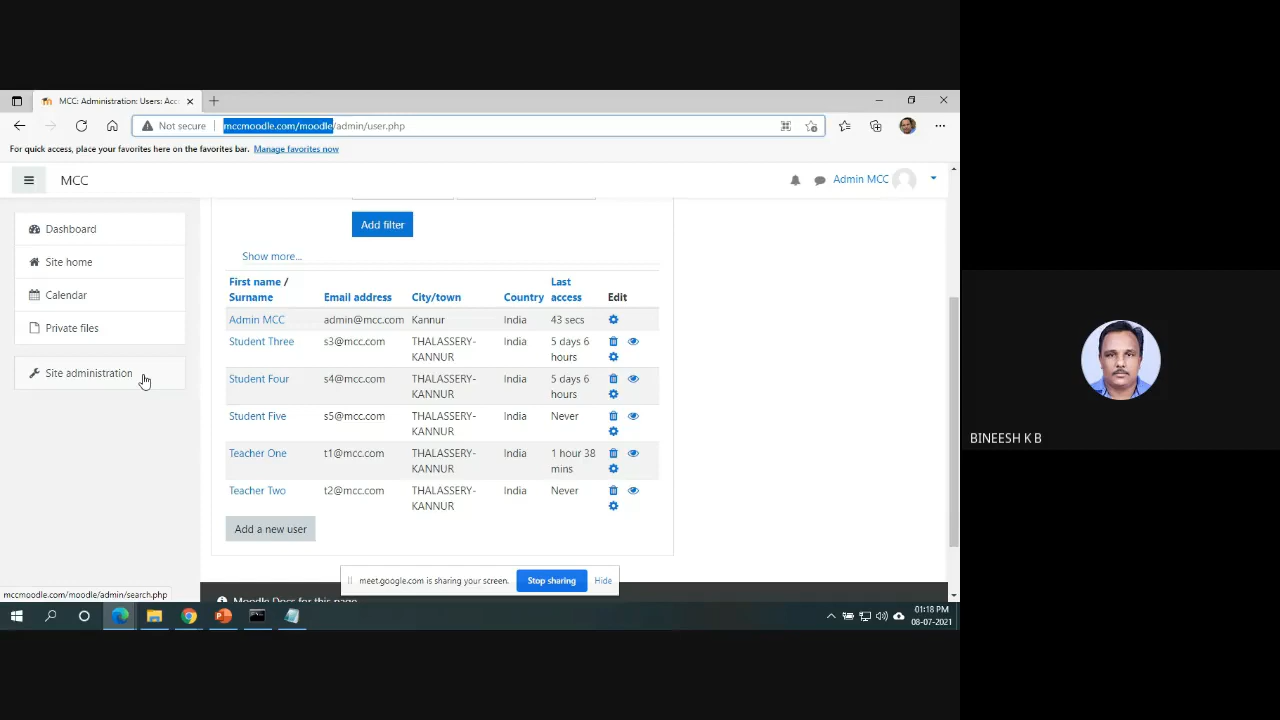 MCC: Administration: Users: Acc
Not secure
mccmoodle.com/moodle/admin/user.php
For quick access, place your favorites here on the favorites bar. Manage favorites now
MCC
Admin MCC
Dashboard
Site home
Calendar
Private files
Site administration
Add filter
Show more...
First name / Surname Email address City/town Country Last access Edit
Admin MCC admin@mcc.com Kannur India 43 secs
Student Three s3@mcc.com THALASSERY-KANNUR India 5 days 6 hours
Student Four s4@mcc.com THALASSERY-KANNUR India 5 days 6 hours
Student Five s5@mcc.com THALASSERY-KANNUR India Never
Teacher One t1@mcc.com THALASSERY-KANNUR India 1 hour 38 mins
Teacher Two t2@mcc.com THALASSERY-KANNUR India Never
Add a new user
meet.google.com is sharing your screen. Stop sharing Hide
mccmoodle.com/moodle/admin/search.php
Moodle Docs for this page
01:18 PM
08-07-2021
BINEESH K B